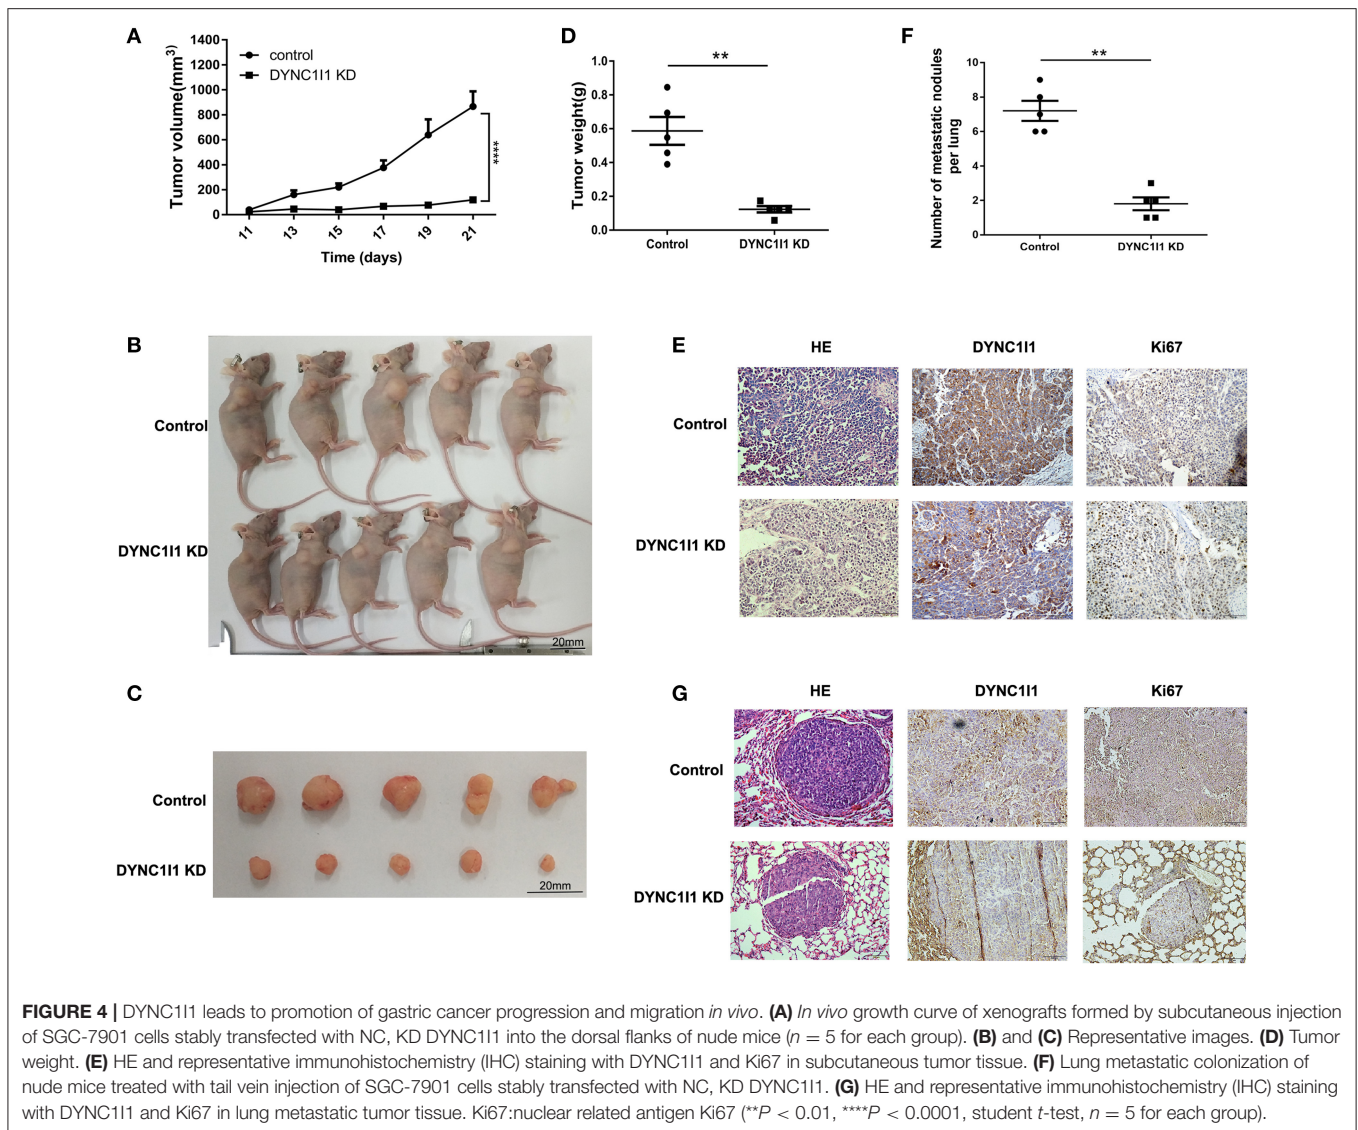 A
Tumor volume(mm3)
1400
1200
1000
800
600
400
200
0
control
DYNC1I1 KD
****
11
13
15
17
19
21
Time (days)
D
**
Tumor weight(g)
1.0
0.8
0.6
0.4
0.2
0.0
Control
DYNC1I1 KD
F
**
Number of metastatic nodules
per lung
10
8
6
4
2
0
Control
DYNC1I1 KD
B
Control
DYNC1I1 KD
20mm
C
Control
DYNC1I1 KD
20mm
E
HE
DYNC1I1
Ki67
Control
DYNC1I1 KD
G
HE
DYNC1I1
Ki67
Control
DYNC1I1 KD
FIGURE 4 | DYNC1I1 leads to promotion of gastric cancer progression and migration in vivo. (A) In vivo growth curve of xenografts formed by subcutaneous injection
of SGC-7901 cells stably transfected with NC, KD DYNC1I1 into the dorsal flanks of nude mice (n = 5 for each group). (B) and (C) Representative images. (D) Tumor
weight. (E) HE and representative immunohistochemistry (IHC) staining with DYNC1I1 and Ki67 in subcutaneous tumor tissue. (F) Lung metastatic colonization of
nude mice treated with tail vein injection of SGC-7901 cells stably transfected with NC, KD DYNC1I1. (G) HE and representative immunohistochemistry (IHC) staining
with DYNC1I1 and Ki67 in lung metastatic tumor tissue. Ki67:nuclear related antigen Ki67 (**P < 0.01, ****P < 0.0001, student t-test, n = 5 for each group).